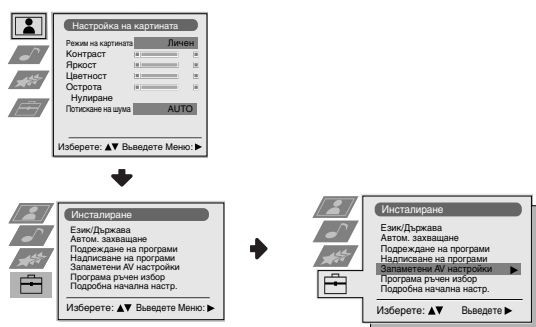 Настройка на картината
Режим на картината Личен
Контраст
Яркост
Цветност
Острота
Нулиране
Потискане на шума AUTO
Изберете: ▲▼ Выведете Меню: ▶
Инсталиране
Език/Държава
Автом. захващане
Подреждане на програми
Надписване на програми
Запаметени AV настройки
Програма ръчен избор
Подробна начална настр.
Изберете: ▲▼ Выведете Меню: ▶
Инсталиране
Език/Държава
Автом. захващане
Подреждане на програми
Надписване на програми
Запаметени AV настройки ▶
Програма ръчен избор
Подробна начална настр.
Изберете: ▲▼ Выведете ▶